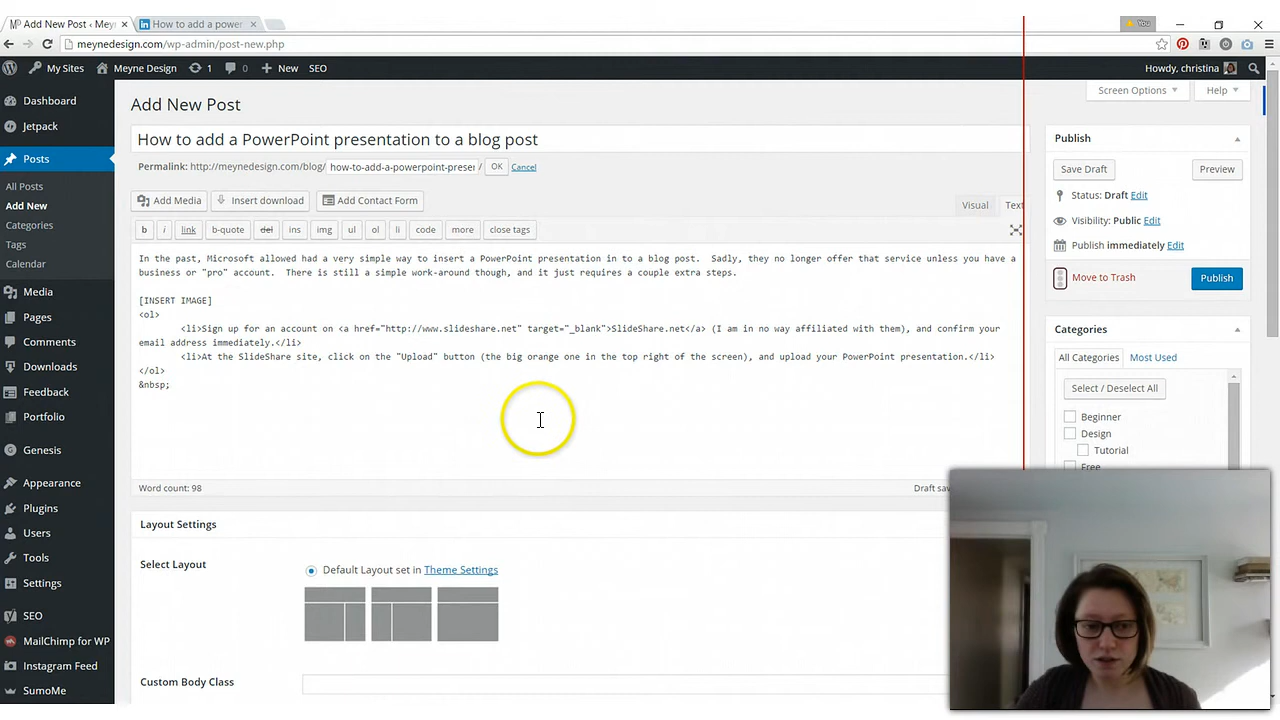 Add New Post ‹ Meyn
How to add a power
You
meynedesign.com/wp-admin/post-new.php
My Sites
Meyne Design
1
0
New
SEO
Howdy, christina
Dashboard
Jetpack
Posts
All Posts
Add New
Categories
Tags
Calendar
Media
Pages
Comments
Downloads
Feedback
Portfolio
Genesis
Appearance
Plugins
Users
Tools
Settings
SEO
MailChimp for WP
Instagram Feed
SumoMe
Screen Options
Help
Add New Post
How to add a PowerPoint presentation to a blog post
Permalink: http://meynedesign.com/blog/ how-to-add-a-powerpoint-preser / OK Cancel
Add Media
Insert download
Add Contact Form
Visual
Text
b i link b-quote del ins img ul ol li code more close tags
In the past, Microsoft allowed had a very simple way to insert a PowerPoint presentation in to a blog post. Sadly, they no longer offer that service unless you have a
business or "pro" account. There is still a simple work-around though, and it just requires a couple extra steps.
[INSERT IMAGE]
<ol>
<li>Sign up for an account on <a href="http://www.slideshare.net" target="_blank">SlideShare.net</a> (I am in no way affiliated with them), and confirm your
email address immediately.</li>
<li>At the SlideShare site, click on the "Upload" button (the big orange one in the top right of the screen), and upload your PowerPoint presentation.</li>
</ol>
&nbsp;
Word count: 98
Draft sav
Layout Settings
Select Layout
Default Layout set in Theme Settings
Custom Body Class
Publish
Save Draft
Preview
Status: Draft Edit
Visibility: Public Edit
Publish immediately Edit
Move to Trash
Publish
Categories
All Categories
Most Used
Select / Deselect All
Beginner
Design
Tutorial
Free